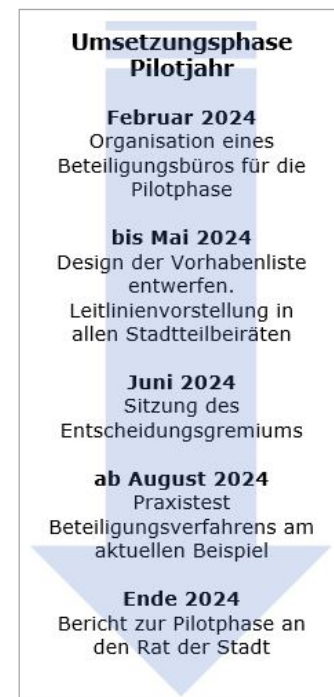 Umsetzungsphase
Pilotjahr
Februar 2024
Organisation eines
Beteiligungsbüros für die
Pilotphase
bis Mai 2024
Design der Vorhabenliste
entwerfen.
Leitlinienvorstellung in
allen Stadtteilbeiräten
Juni 2024
Sitzung des
Entscheidungsgremiums
ab August 2024
Praxistest
Beteiligungsverfahrens am
aktuellen Beispiel
Ende 2024
Bericht zur Pilotphase an
den Rat der Stadt